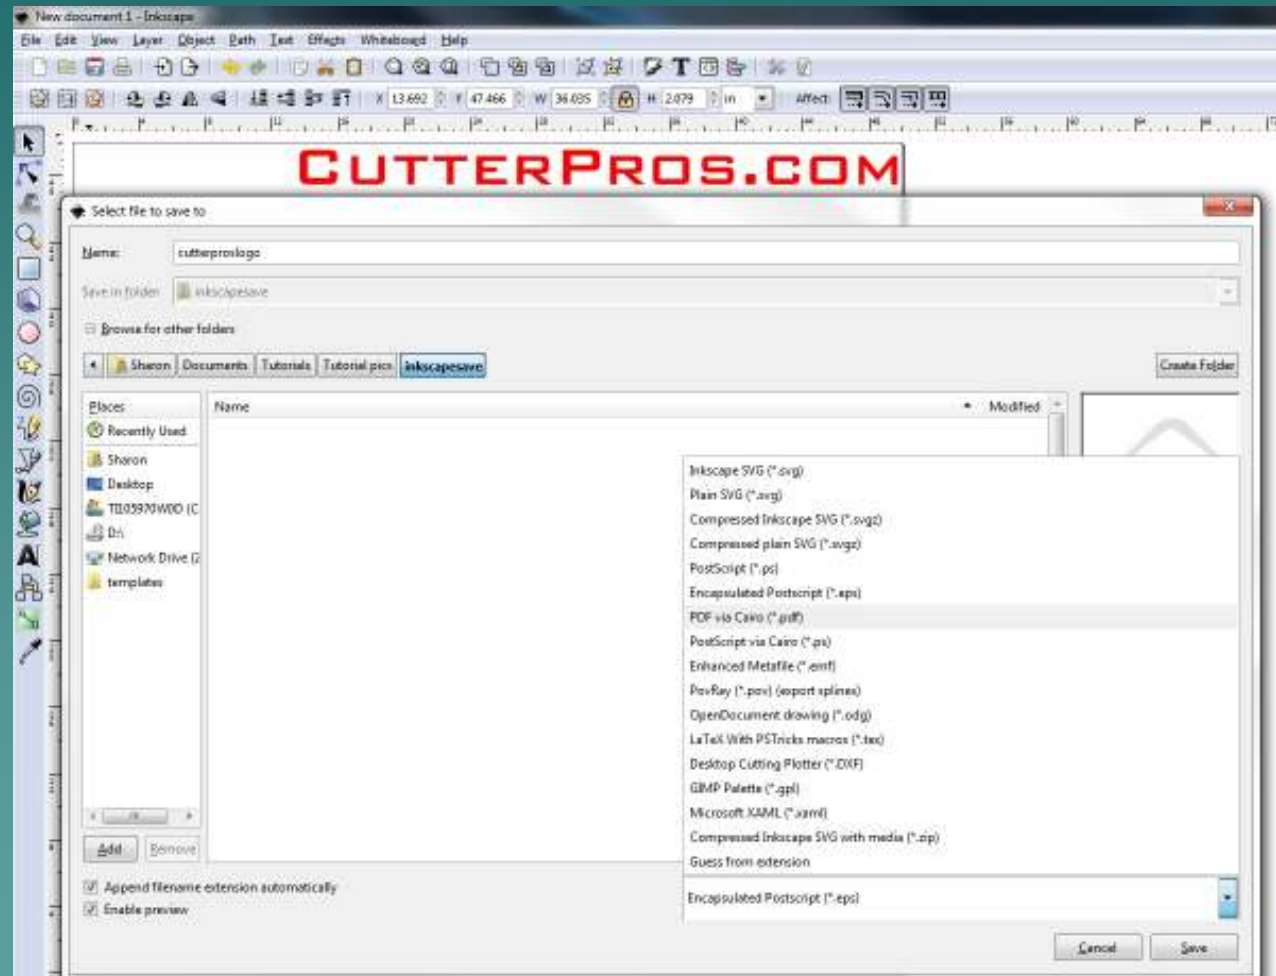 New document 1 - Inkscape
File Edit View Layer Object Path Text Effects Whiteboard Help
X 13.692 Y 47.466 W 36.035 H 2.079 in Affect:
CUTTERPROS.COM
Select file to save to
Name: cutterproslogo
Save in folder inkscapesave
Browse for other folders
Sharon Documents Tutorials Tutorial pics inkscapesave Create Folder
Places Name Modified
Recently Used
Sharon
Desktop
TI105970W0D (C
D:\
Network Drive (2
templates
Inkscape SVG (*.svg)
Plain SVG (*.svg)
Compressed Inkscape SVG (*.svgz)
Compressed plain SVG (*.svgz)
PostScript (*.ps)
Encapsulated Postscript (*.eps)
PDF via Cairo (*.pdf)
PostScript via Cairo (*.ps)
Enhanced Metafile (*.emf)
PovRay (*.pov) (export splines)
OpenDocument drawing (*.odg)
LaTeX With PSTricks macros (*.tex)
Desktop Cutting Plotter (*.DXF)
GIMP Palette (*.gpl)
Microsoft XAML (*.xaml)
Compressed Inkscape SVG with media (*.zip)
Guess from extension
Add Remove
Append filename extension automatically
Enable preview
Encapsulated Postscript (*.eps)
Cancel Save